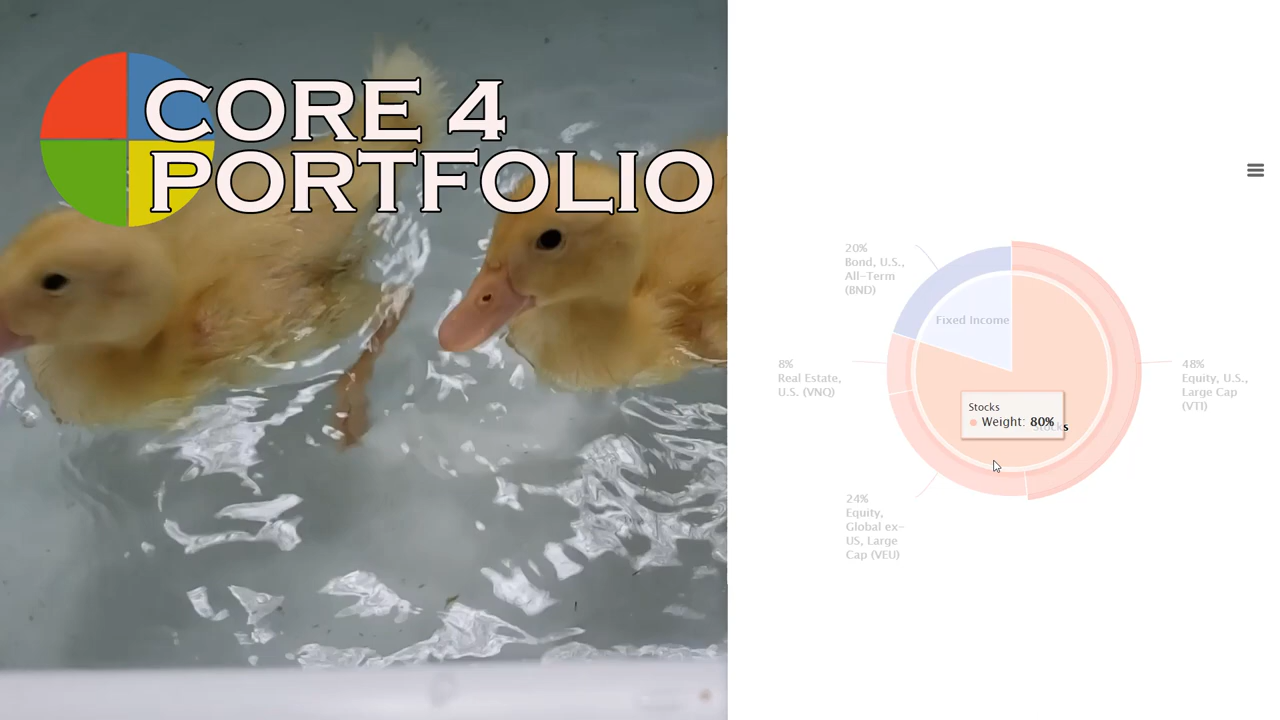 CORE 4
PORTFOLIO
20%
Bond, U.S.,
All-Term
(BND)
Fixed Income
8%
Real Estate,
U.S. (VNQ)
48%
Equity, U.S.,
Large Cap
(VTI)
Stocks
Weight: 80%
Stocks
24%
Equity,
Global ex-
US, Large
Cap (VEU)